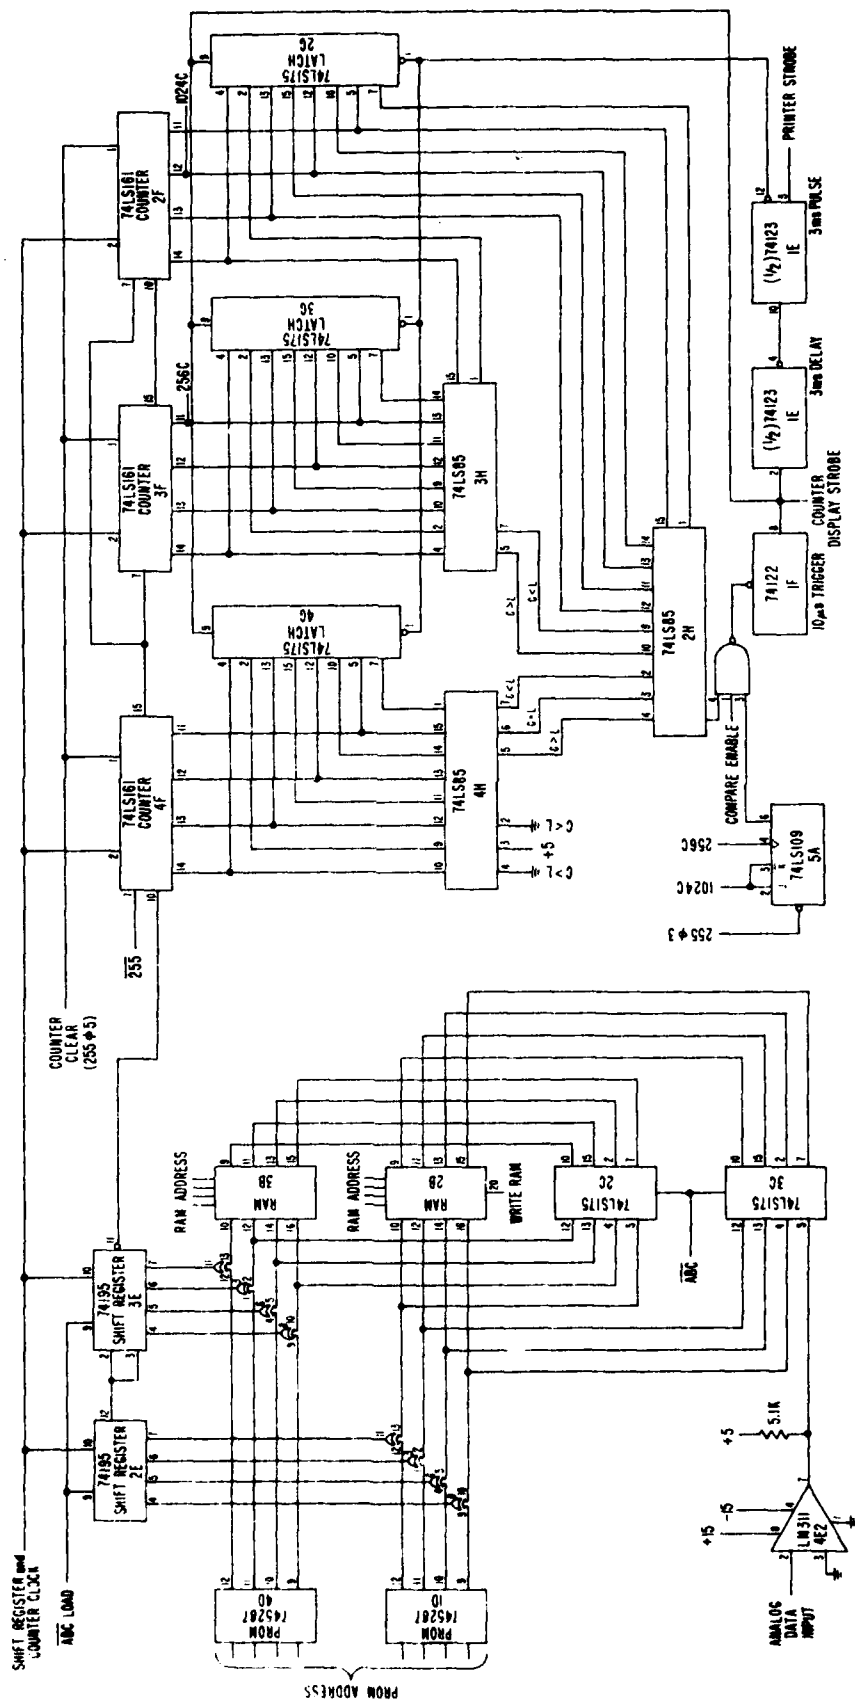 SHIFT REGISTER and
COUNTER CLOCK
ABC LOAD
74195
SHIFT REGISTER
2E
74195
SHIFT REGISTER
3E
COUNTER
CLEAR
(255 φ 5)
255
74LS161
COUNTER
4F
74LS161
COUNTER
3F
74LS161
COUNTER
2F
256C
1024C
74LS175
LATCH
4G
74LS175
LATCH
3G
74LS175
LATCH
2G
PROM ADDRESS
PROM
74S287
4D
PROM
74S287
1D
RAM ADDRESS
RAM
3B
RAM ADDRESS
RAM
2B
20
WRITE RAM
74LS175
2C
ABC
74LS175
3C
74LS85
4H
C>L
+5
C<L
C>L
C=L
C<L
74LS85
3H
C>L
C<L
74LS85
2H
ANALOG
DATA
INPUT
LM311
4E2
+15
-15
+5
5.1K
255 φ 3
1024C
256C
74LS109
5A
J
K
COMPARE ENABLE
74122
1F
10µs TRIGGER
COUNTER
DISPLAY STROBE
(1/2) 74123
1E
3ms DELAY
(1/2) 74123
1E
3ms PULSE
PRINTER STROBE